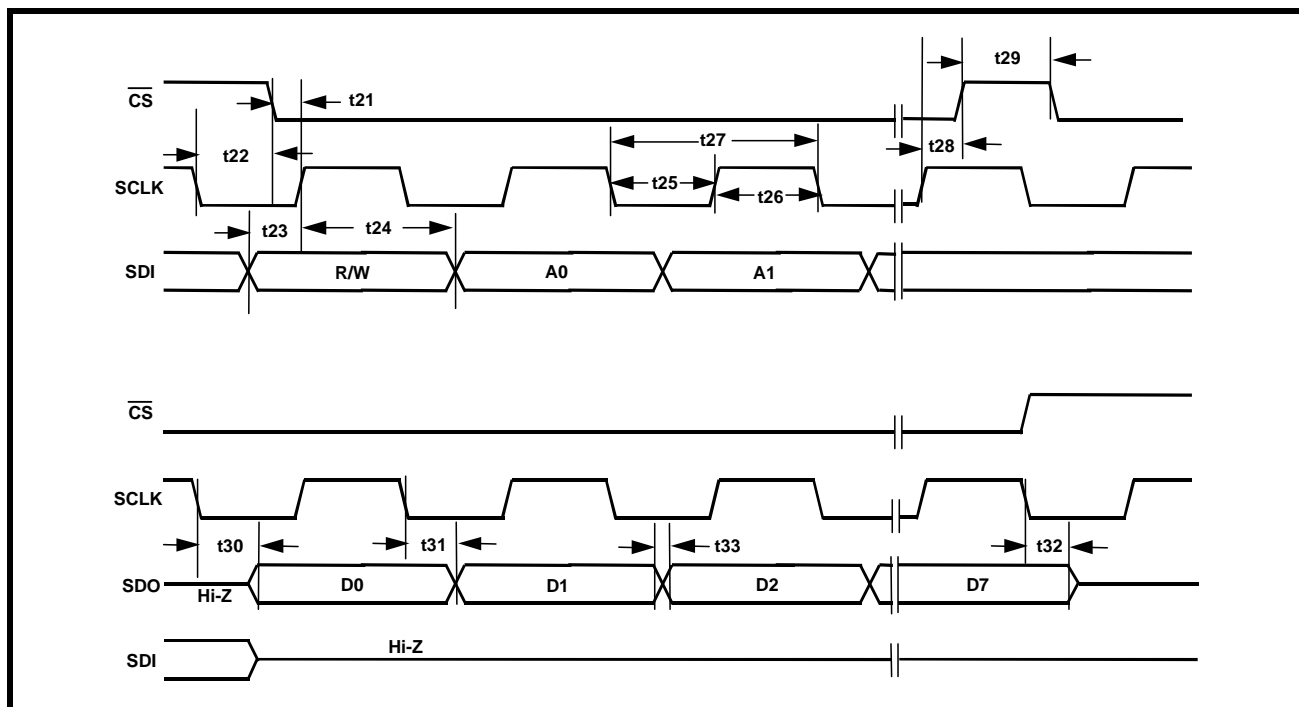 t29
CS
t21
t27
t22
t28
SCLK
t25
t26
t23
t24
SDI
R/W
A0
A1
CS
SCLK
t30
t31
t33
t32
SDO
Hi-Z
D0
D1
D2
D7
SDI
Hi-Z